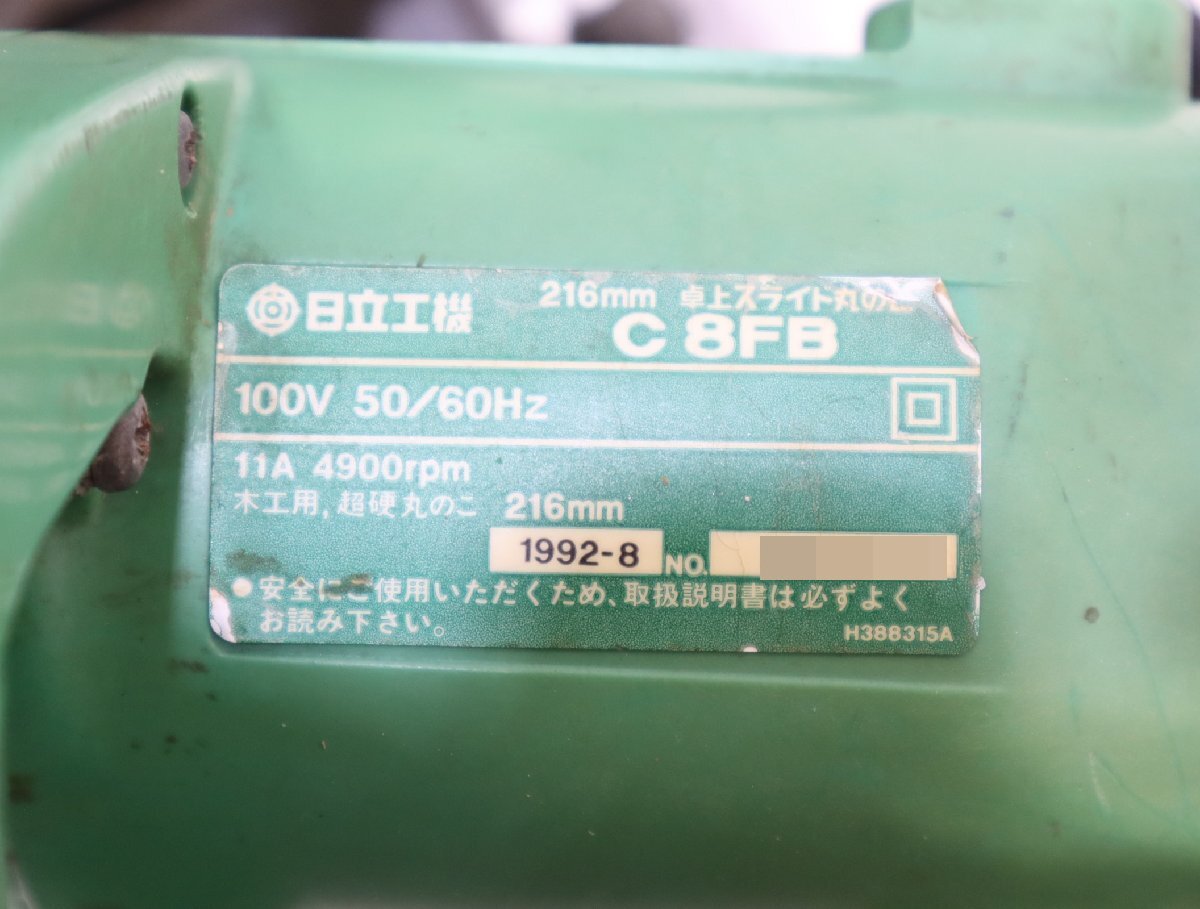 日立工機 216mm 卓上スライド丸の
C 8FB
100V 50/60Hz
11A 4900rpm
木工用,超硬丸のこ 216mm
1992-8 NO.
●安全にご使用いただくため、取扱説明書は必ずよく
お読み下さい。
H388315A